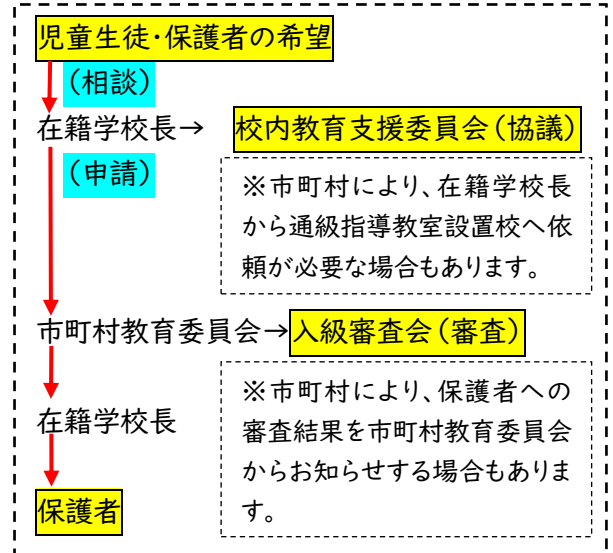 児童生徒・保護者の希望
(相談)
在籍学校長→ 校内教育支援委員会(協議)
(申請)
※市町村により、在籍学校長
から通級指導教室設置校へ依
頼が必要な場合もあります。
市町村教育委員会→入級審査会(審査)
※市町村により、保護者への
審査結果を市町村教育委員会
からお知らせする場合もありま
す。
在籍学校長
保護者